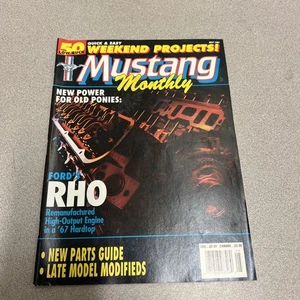 50
QUICK & EASY
WEEKEND PROJECTS!
Mustang
Monthly
NEW POWER
FOR OLD PONIES:
FORD'S
RHO
Remanufactured
High-Output Engine
in a '67 Hardtop
• NEW PARTS GUIDE
• LATE MODEL MODIFIEDS